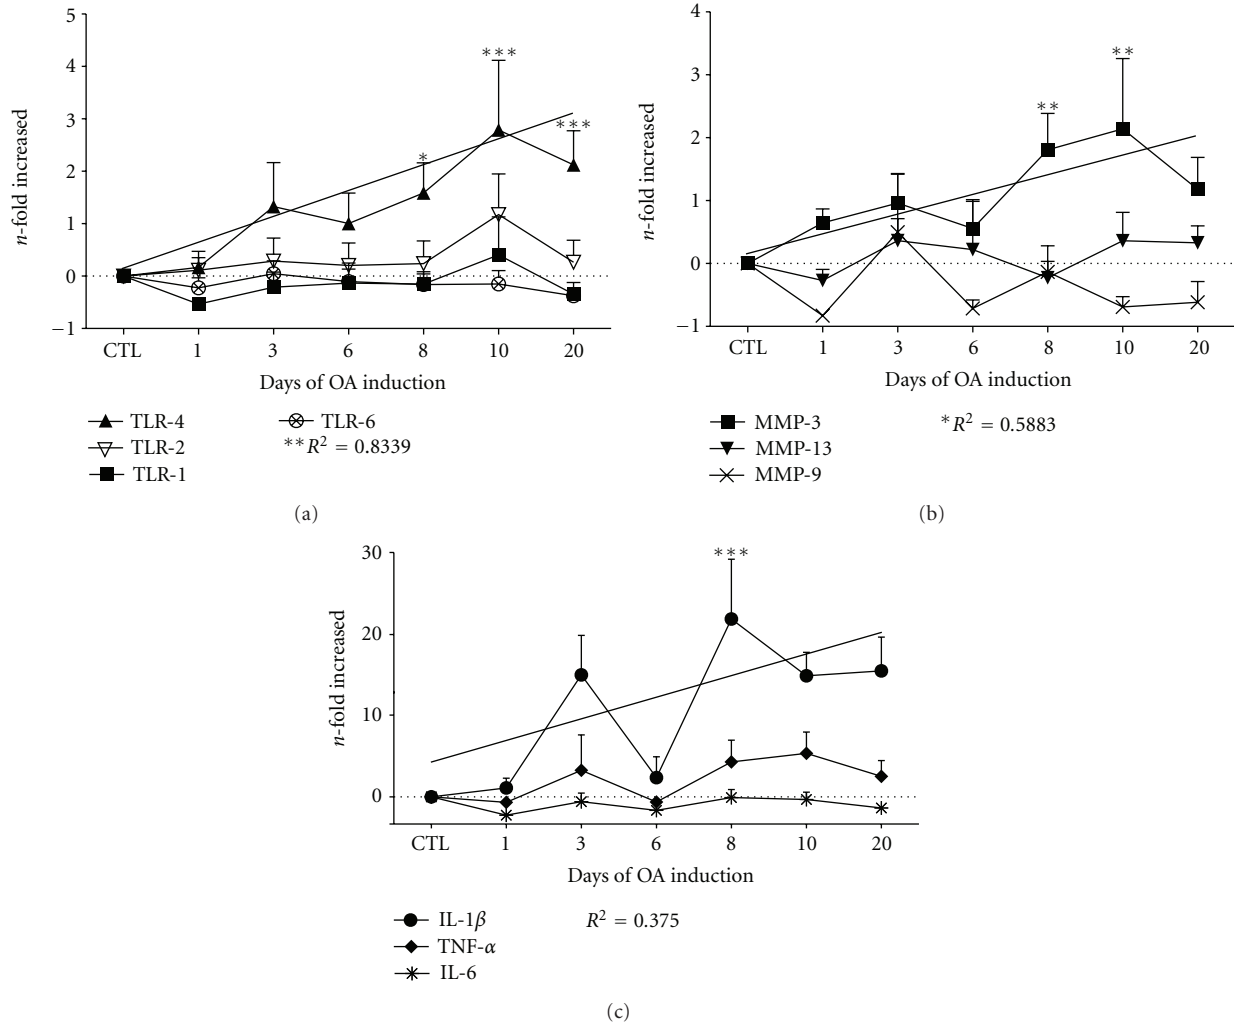 5
4
3
2
1
0
−1
n-fold increased
***
***
*
CTL 1 3 6 8 10 20
Days of OA induction
TLR-4
TLR-2
TLR-1
TLR-6
**R² = 0.8339
(a)
4
3
2
1
0
−1
n-fold increased
**
**
CTL 1 3 6 8 10 20
Days of OA induction
MMP-3
MMP-13
MMP-9
*R² = 0.5883
(b)
30
20
10
0
n-fold increased
***
CTL 1 3 6 8 10 20
Days of OA induction
IL-1β
TNF-α
IL-6
R² = 0.375
(c)